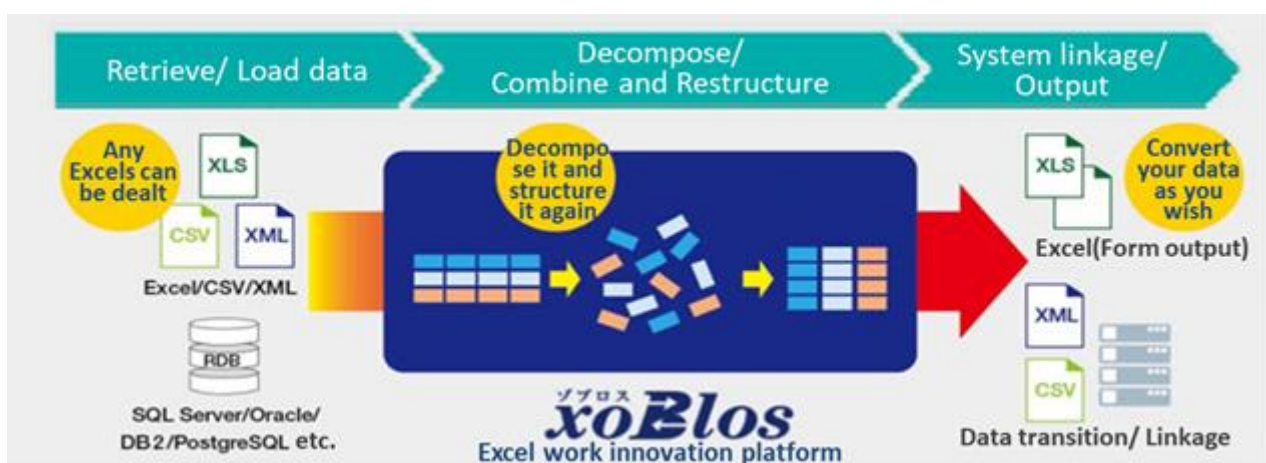 Retrieve/ Load data
Decompose/
Combine and Restructure
System linkage/
Output
Any
Excels can
be dealt
XLS
CSV
XML
Excel/CSV/XML
RDB
SQL Server/Oracle/
DB2/PostgreSQL etc.
Decompo
se it and
structure
it again
ゾブロス
xoBlos
Excel work innovation platform
XLS
Convert
your data
as you
wish
Excel(Form output)
XML
CSV
Data transition/ Linkage